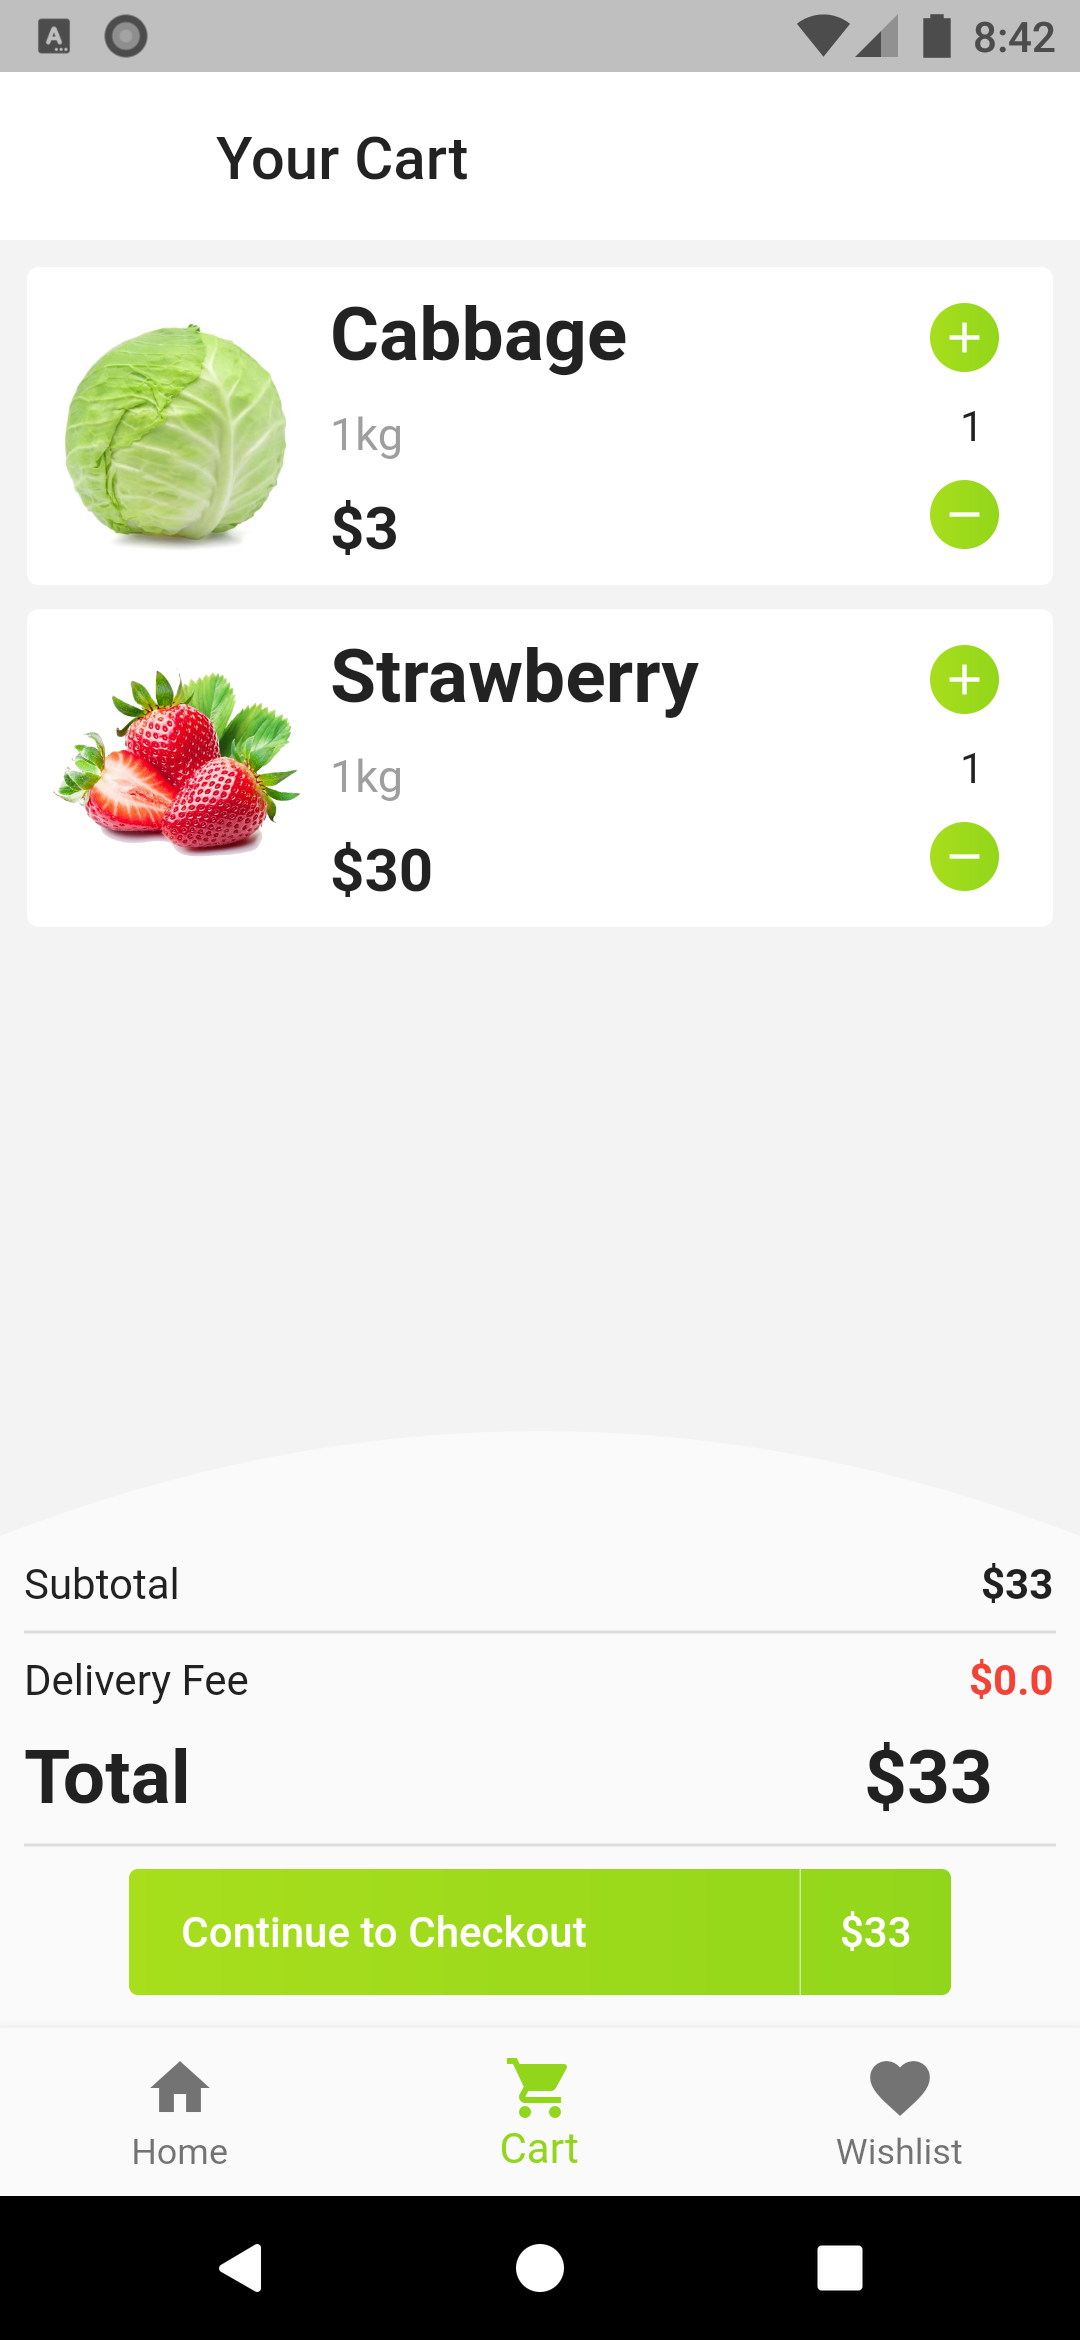 8:42
Your Cart
Cabbage
1kg
1
$3
Strawberry
1kg
1
$30
Subtotal $33
Delivery Fee $0.0
Total $33
Continue to Checkout $33
Home Cart Wishlist